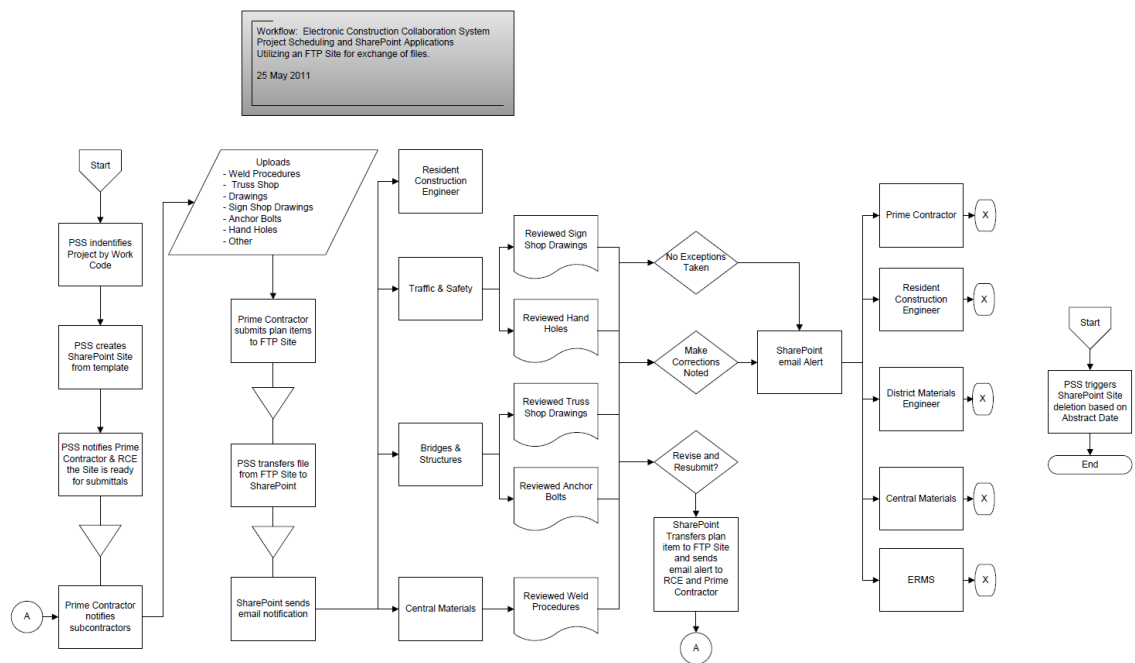 Workflow:  Electronic Construction Collaboration System
Project Scheduling and SharePoint Applications
Utilizing an FTP Site for exchange of files.
25 May 2011
Start
PSS indentifies
Project by Work
Code
PSS creates
SharePoint Site
from template
PSS notifies Prime
Contractor & RCE
the Site is ready
for submittals
A
Prime Contractor
notifies
subcontractors
Uploads
- Weld Procedures
- Truss Shop
- Drawings
- Sign Shop Drawings
- Anchor Bolts
- Hand Holes
- Other
Prime Contractor
submits plan items
to FTP Site
PSS transfers file
from FTP Site to
SharePoint
SharePoint sends
email notification
Resident
Construction
Engineer
Traffic & Safety
Bridges &
Structures
Central Materials
Reviewed Sign
Shop Drawings
Reviewed Hand
Holes
Reviewed Truss
Shop Drawings
Reviewed Anchor
Bolts
Reviewed Weld
Procedures
No Exceptions
Taken
Make
Corrections
Noted
Revise and
Resubmit?
SharePoint
Transfers plan
item to FTP Site
and sends
email alert to
RCE and Prime
Contractor
A
SharePoint
email Alert
Prime Contractor
X
Resident
Construction
Engineer
X
District Materials
Engineer
X
Central Materials
X
ERMS
X
Start
PSS triggers
SharePoint Site
deletion based on
Abstract Date
End